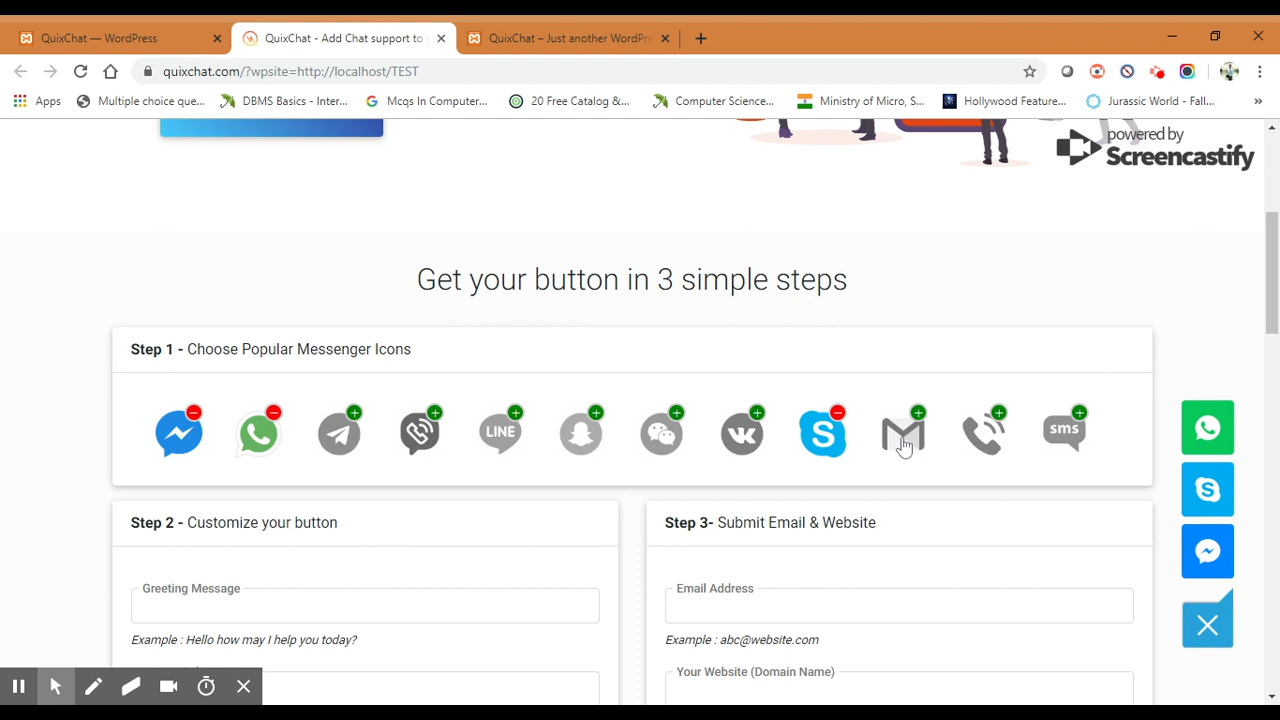 QuixChat — WordPress
QuixChat - Add Chat support to
QuixChat – Just another WordPre
quixchat.com/?wpsite=http://localhost/TEST
Apps
Multiple choice que...
DBMS Basics - Inter...
Mcqs In Computer...
20 Free Catalog &...
Computer Science...
Ministry of Micro, S...
Hollywood Feature...
Jurassic World - Fall...
powered by
Screencastify
Get your button in 3 simple steps
Step 1 - Choose Popular Messenger Icons
LINE
sms
Step 2 - Customize your button
Greeting Message
Example : Hello how may I help you today?
Step 3- Submit Email & Website
Email Address
Example : abc@website.com
Your Website (Domain Name)